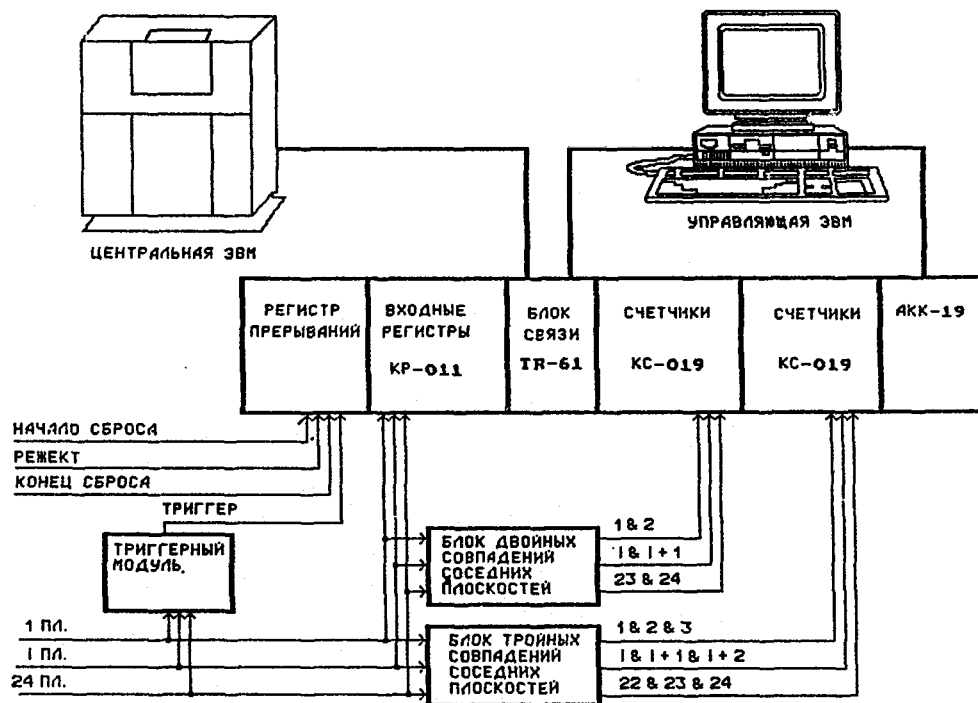 ЦЕНТРАЛЬНАЯ ЭВМ
УПРАВЛЯЮЩАЯ ЭВМ
РЕГИСТР
ПРЕРЫВАНИЙ
ВХОДНЫЕ
РЕГИСТРЫ
КР-011
БЛОК
СВЯЗИ
TR-61
СЧЕТЧИКИ
КС-019
СЧЕТЧИКИ
КС-019
АКК-19
НАЧАЛО СБРОСА
РЕЖЕКТ
КОНЕЦ СБРОСА
ТРИГГЕР
ТРИГГЕРНЫЙ
МОДУЛЬ.
БЛОК ДВОЙНЫХ
СОВПАДЕНИЙ
СОСЕДНИХ
ПЛОСКОСТЕЙ
1 & 2
I & I + 1
23 & 24
1 ПЛ.
I ПЛ.
24 ПЛ.
БЛОК ТРОЙНЫХ
СОВПАДЕНИЙ
СОСЕДНИХ
ПЛОСКОСТЕЙ
1 & 2 & 3
I & I + 1 & I + 2
22 & 23 & 24